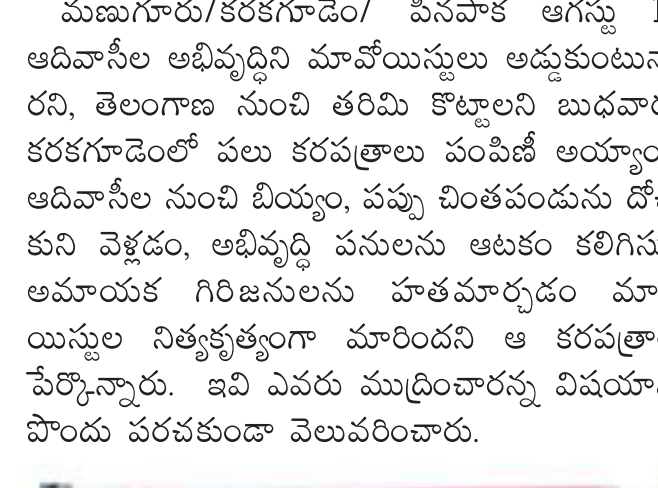 మణుగూరు/కరకగూడెం/ పినపాక ఆగస్టు
ఆదివాసీల అభివృద్ధిని మావోయిస్టులు అడ్డుకుంటున
రని, తెలంగాణ నుంచి తరిమి కొట్టాలని బుధవార
కరకగూడెంలో పలు కరపత్రాలు పంపిణీ అయ్యాం
ఆదివాసీల నుంచి బియ్యం, పప్పు చింతపండును దో
కుని వెళ్లడం, అభివృద్ధి పనులను ఆటకం కలిగిసు
అమాయక గిరిజనులను హతమార్చడం మా
యిస్టుల నిత్యకృత్యంగా మారిందని ఆ కరపత్రా
పేర్కొన్నారు. ఇవి ఎవరు ముద్రించారన్న విషయా
పొందు పరచకుండా వెలువరించారు.